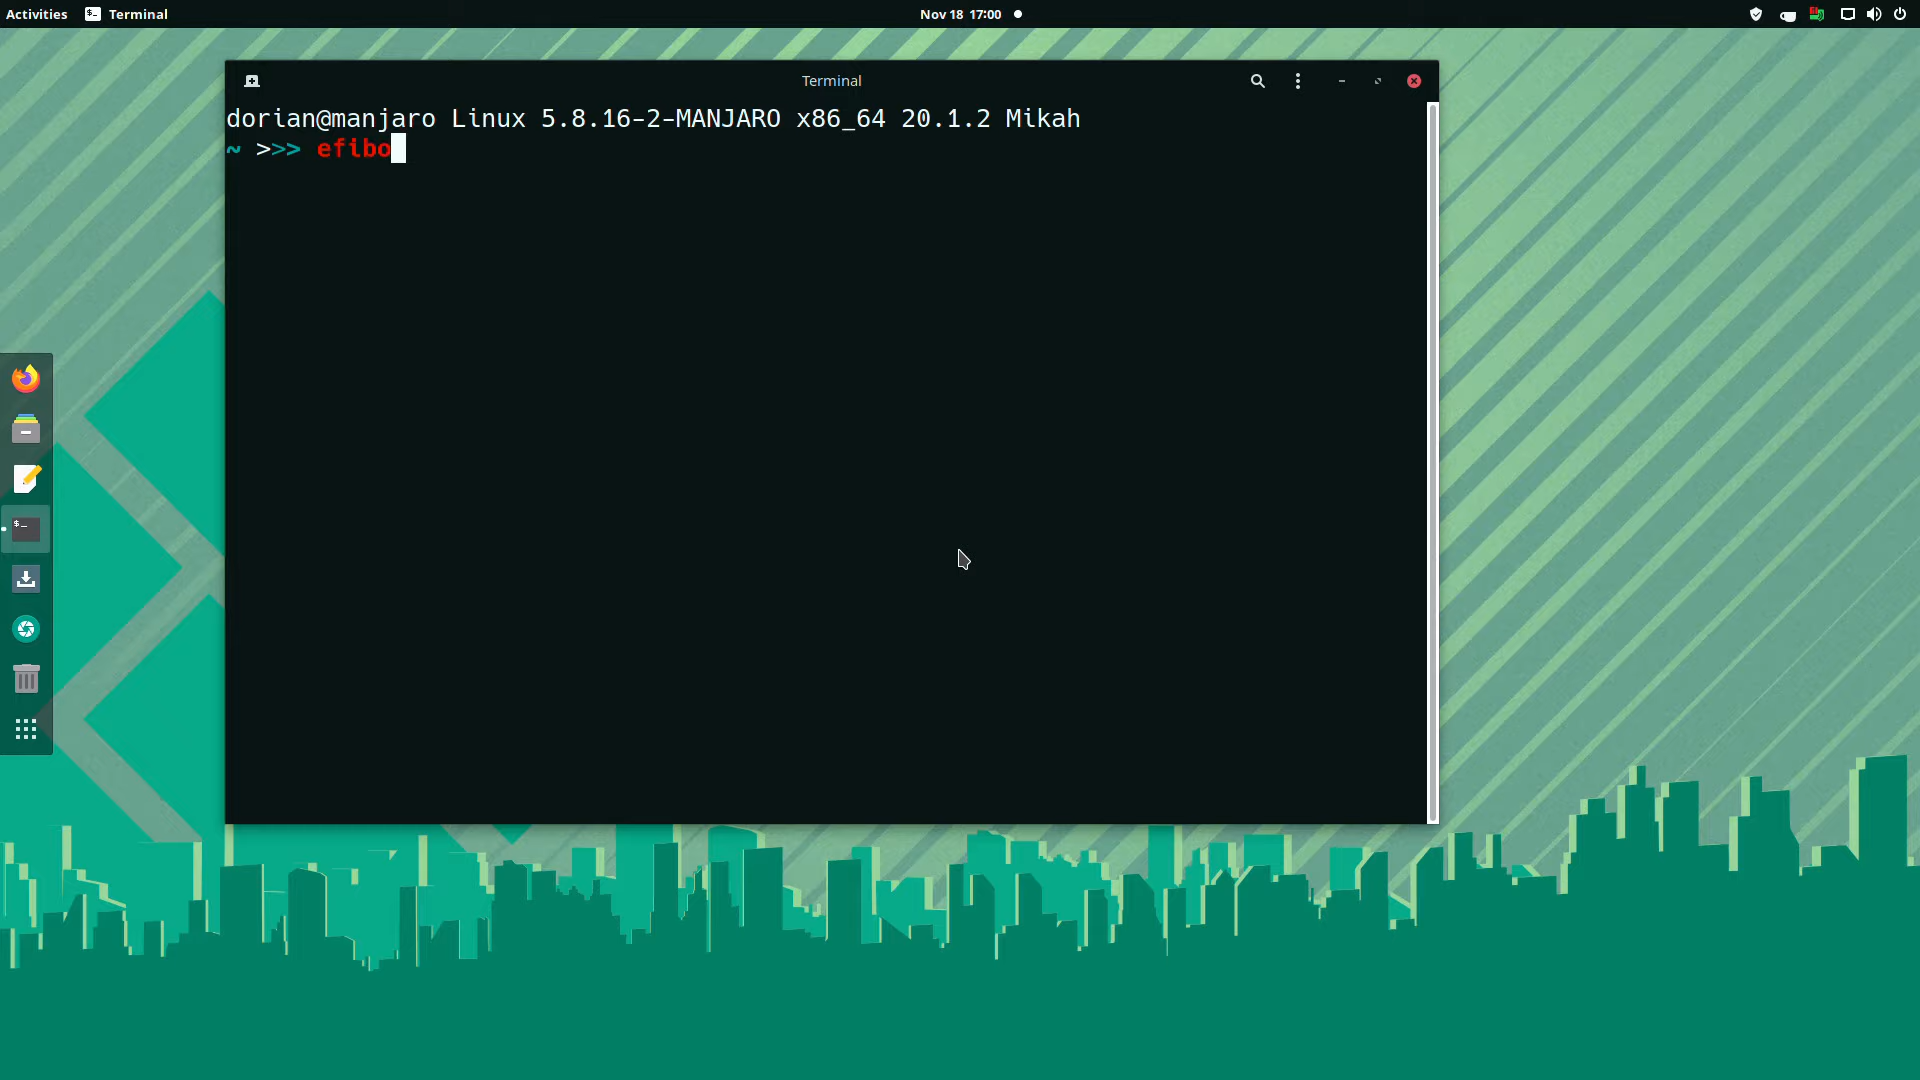 Activities Terminal Nov 18 17:00
Terminal
dorian@manjaro Linux 5.8.16-2-MANJARO x86_64 20.1.2 Mikah
~ >>> efibo